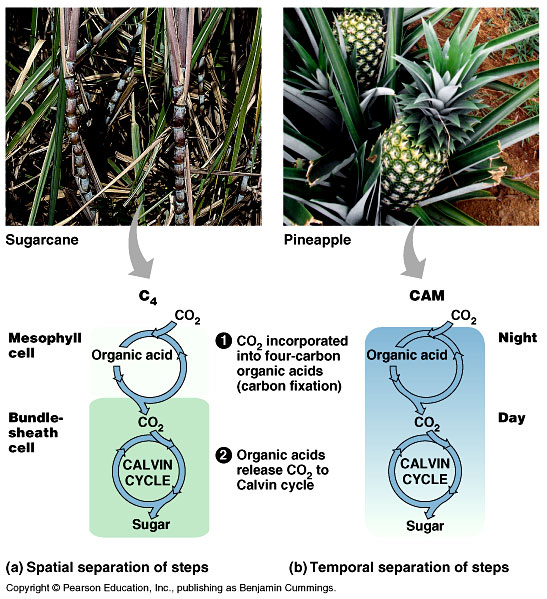 Sugarcane
Pineapple
C4
CAM
CO2
CO2
Mesophyll
cell
Organic acid
1 CO2 incorporated
into four-carbon
organic acids
(carbon fixation)
Organic acid
Night
Bundle-
sheath
cell
CO2
CO2
Day
CALVIN
CYCLE
2 Organic acids
release CO2 to
Calvin cycle
CALVIN
CYCLE
Sugar
Sugar
(a) Spatial separation of steps
(b) Temporal separation of steps
Copyright © Pearson Education, Inc., publishing as Benjamin Cummings.